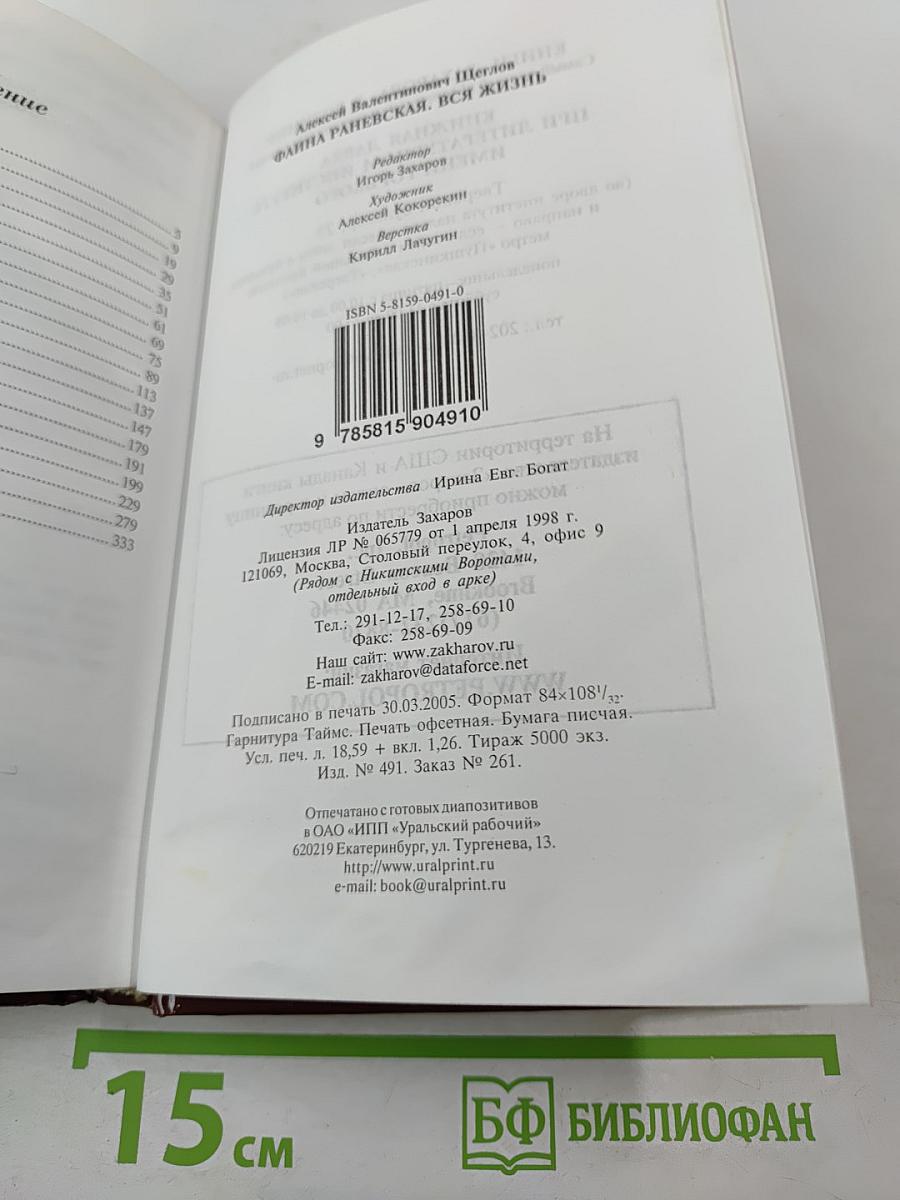 ение
5
9
19
29
35
51
61
69
75
89
113
137
147
179
191
199
229
279
333
Алексей Валентинович Щеглов
ФАИНА РАНЕВСКАЯ. ВСЯ ЖИЗНЬ
Редактор
Игорь Захаров
Художник
Алексей Кокорекин
Верстка
Кирилл Лачугин
ISBN 5-8159-0491-0
9 785815 904910
Директор издательства Ирина Евг. Богат
Издатель Захаров
Лицензия ЛР № 065779 от 1 апреля 1998 г.
121069, Москва, Столовый переулок, 4, офис 9
(Рядом с Никитскими Воротами,
отдельный вход в арке)
Тел.: 291-12-17, 258-69-10
Факс: 258-69-09
Наш сайт: www.zakharov.ru
E-mail: zakharov@dataforce.net
Подписано в печать 30.03.2005. Формат 84×108¹/₃₂.
Гарнитура Таймс. Печать офсетная. Бумага писчая.
Усл. печ. л. 18,59 + вкл. 1,26. Тираж 5000 экз.
Изд. № 491. Заказ № 261.
Отпечатано с готовых диапозитивов
в ОАО «ИПП «Уральский рабочий»
620219 Екатеринбург, ул. Тургенева, 13.
http://www.uralprint.ru
e-mail: book@uralprint.ru
15 см
БФ БИБЛИОФАН